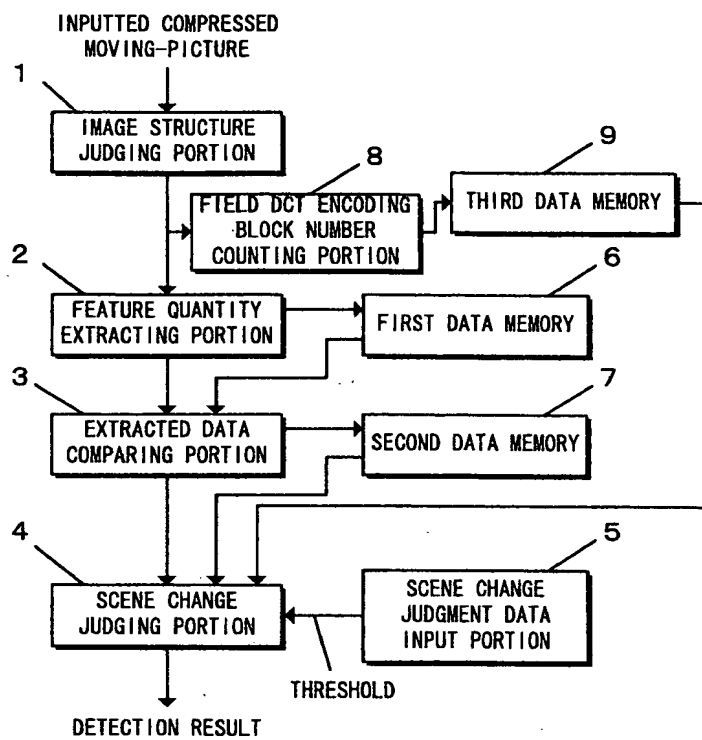 INPUTTED COMPRESSED
MOVING-PICTURE
1
IMAGE STRUCTURE
JUDGING PORTION
8
FIELD DCT ENCODING
BLOCK NUMBER
COUNTING PORTION
9
THIRD DATA MEMORY
2
FEATURE QUANTITY
EXTRACTING PORTION
6
FIRST DATA MEMORY
3
EXTRACTED DATA
COMPARING PORTION
7
SECOND DATA MEMORY
4
SCENE CHANGE
JUDGING PORTION
5
SCENE CHANGE
JUDGMENT DATA
INPUT PORTION
THRESHOLD
DETECTION RESULT